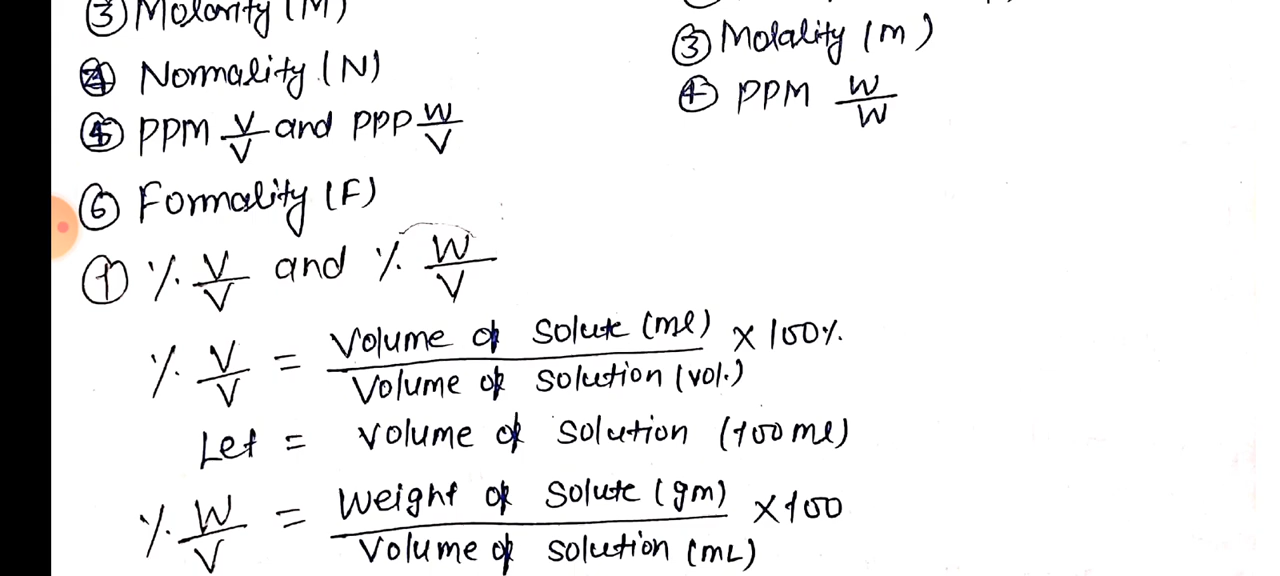 ③ Molarity (M)
④ Normality (N)
⑤ PPM V/V and PPP W/V
⑥ Formality (F)
③ Molality (m)
④ PPM W/W
① % V/V and % W/V
% V/V = Volume of Solute (ml) / Volume of Solution (vol.) × 100%
Let = Volume of Solution (100 ml)
% W/V = Weight of Solute (gm) / Volume of Solution (mL) × 100